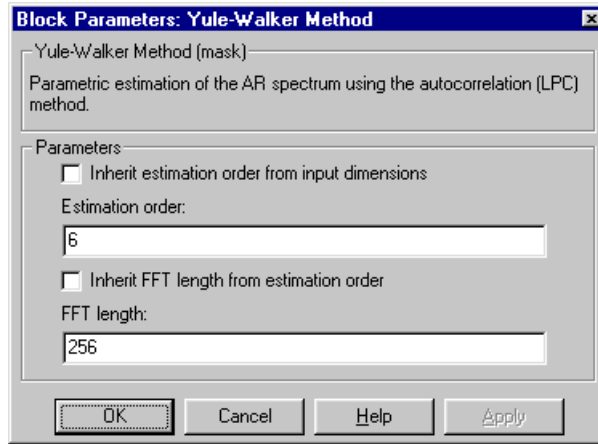 Block Parameters: Yule-Walker Method
Yule-Walker Method (mask)
Parametric estimation of the AR spectrum using the autocorrelation (LPC)
method.
Parameters
Inherit estimation order from input dimensions
Estimation order:
6
Inherit FFT length from estimation order
FFT length:
256
OK
Cancel
Help
Apply